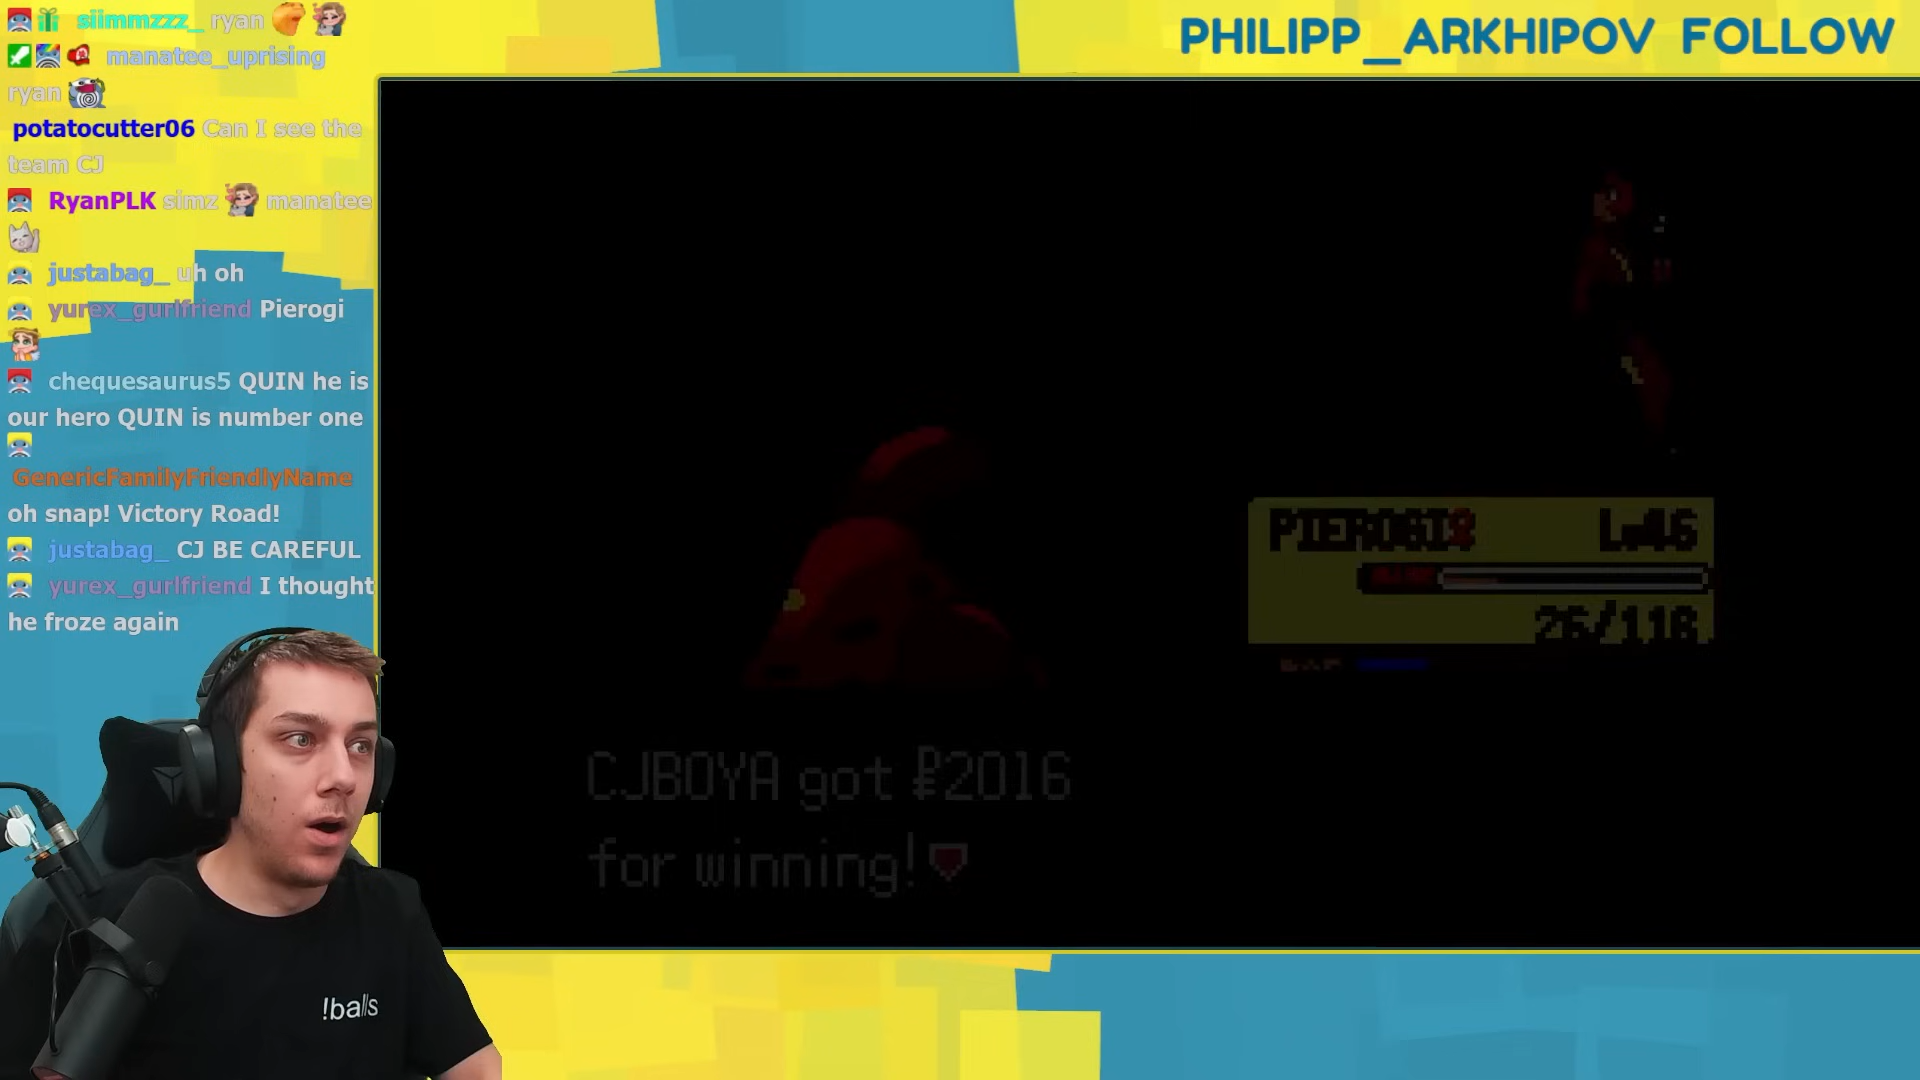 siimmzzz_ ryan
manatee_uprising
ryan
potatocutter06 Can I see the
team CJ
RyanPLK simz manatee
justabag_ uh oh
yurex_gurlfriend Pierogi
chequesaurus5 QUIN he is
our hero QUIN is number one
GenericFamilyFriendlyName
oh snap! Victory Road!
justabag_ CJ BE CAREFUL
yurex_gurlfriend I thought
he froze again
PHILIPP_ARKHIPOV FOLLOW
PIEROGI♀ Lv46
26/118
CJBOYA got ₽2016
for winning!
!balls